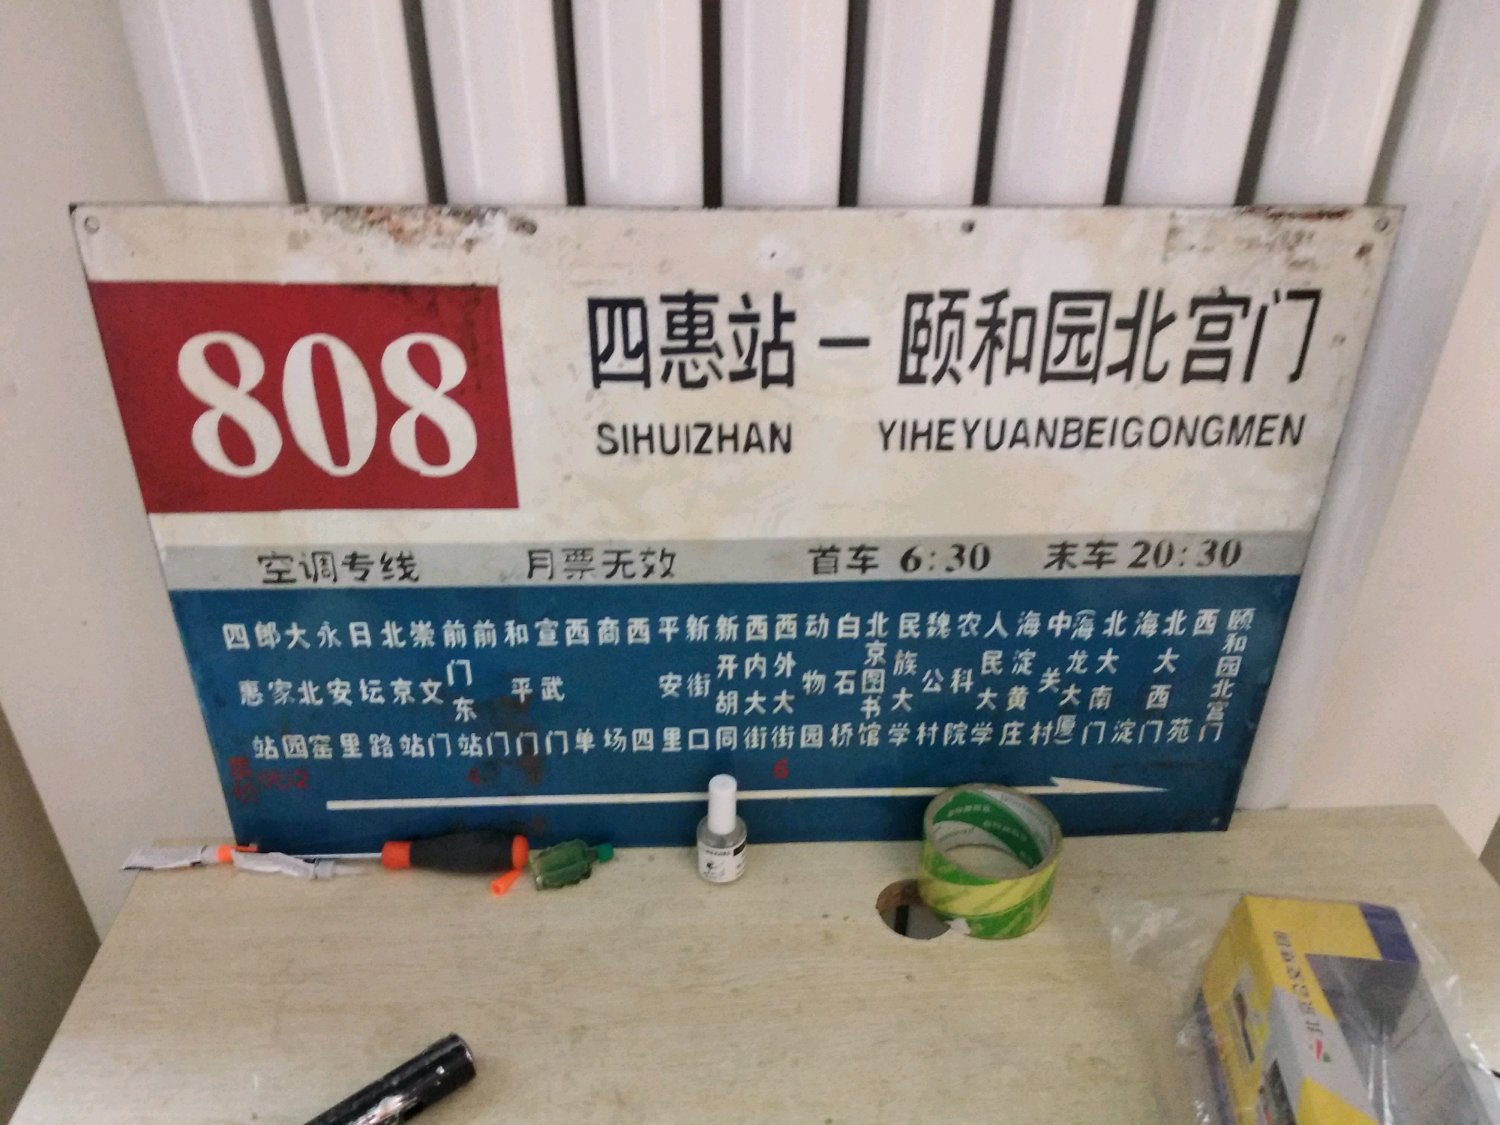 808
四惠站－颐和园北宫门
SIHUIZHAN YIHEYUANBEIGONGMEN
空调专线 月票无效 首车 6:30 末车 20:30
四惠站
郎家园
大北窑
永安里
日坛路
北京站
崇文门
前门东站
前门
和平门
宣武门
西单
商场
西四
平安里
新街口
新开胡同
西内大街
西外大街
动物园
白石桥
北京图书馆
民族大学
魏公村
农科院
人民大学
海淀黄庄
中关村
(海龙大厦)
北大南门
海淀
北大西门
西苑
颐和园北宫门
6